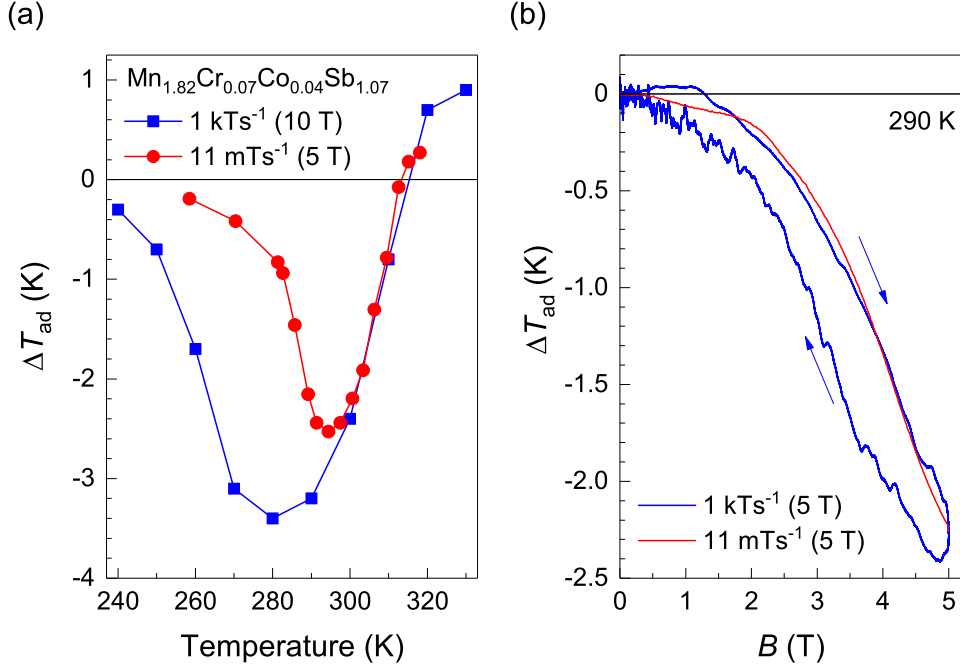 (a)
Mn1.82Cr0.07Co0.04Sb1.07
1 kTs-1 (10 T)
11 mTs-1 (5 T)
1
0
-1
-2
-3
-4
240
260
280
300
320
ΔTad (K)
Temperature (K)
(b)
290 K
0
-0.5
-1.0
-1.5
-2.0
-2.5
1 kTs-1 (5 T)
11 mTs-1 (5 T)
0
1
2
3
4
5
ΔTad (K)
B (T)